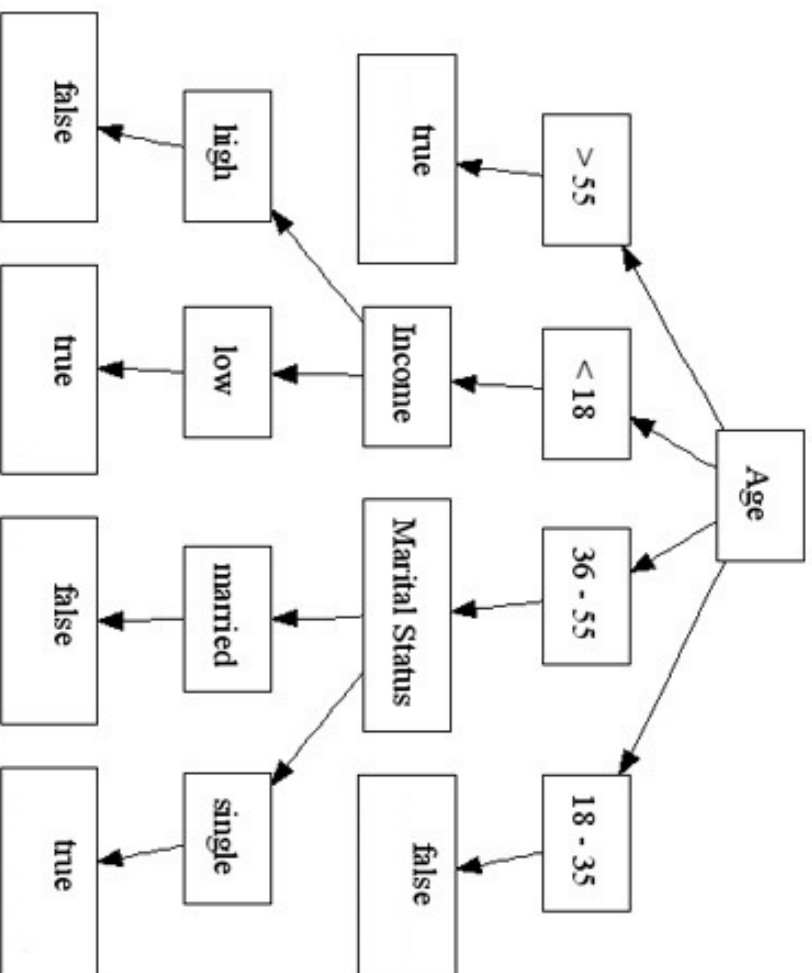 Age
> 55
< 18
36 - 55
18 - 35
true
Income
Marital Status
false
high
low
married
single
false
true
false
true